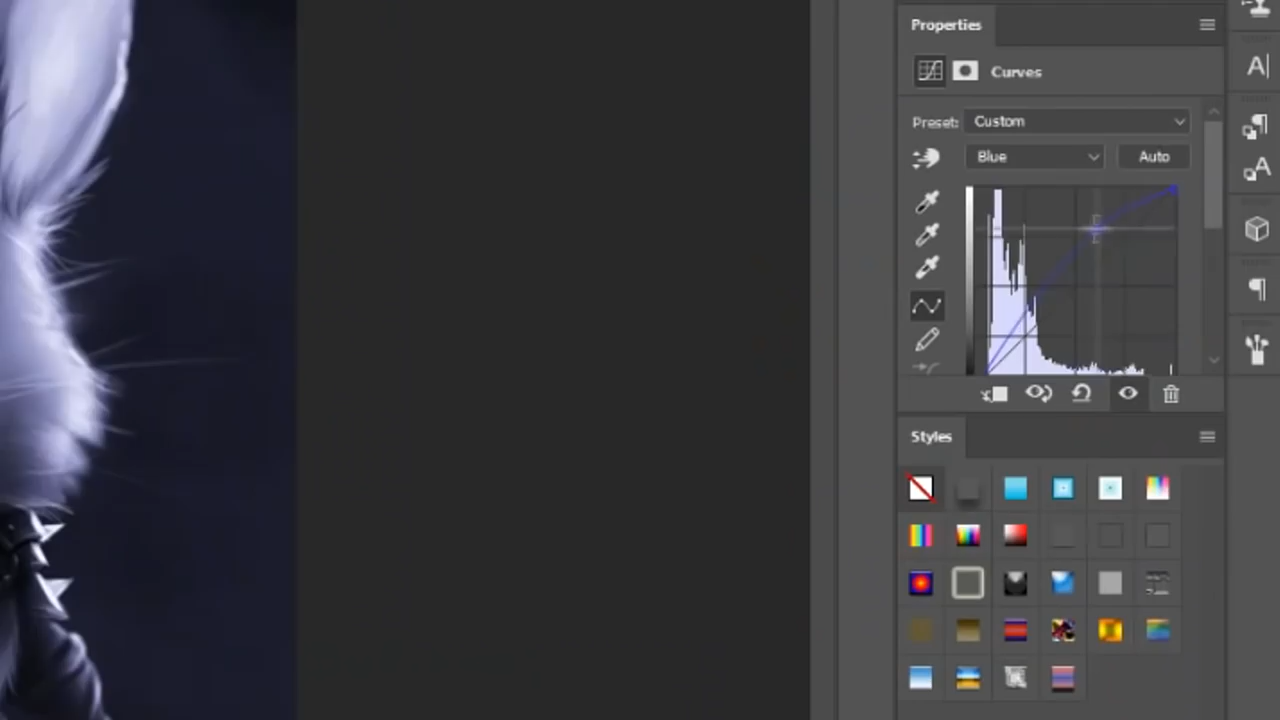 Properties
Curves
Preset: Custom
Blue
Auto
Styles